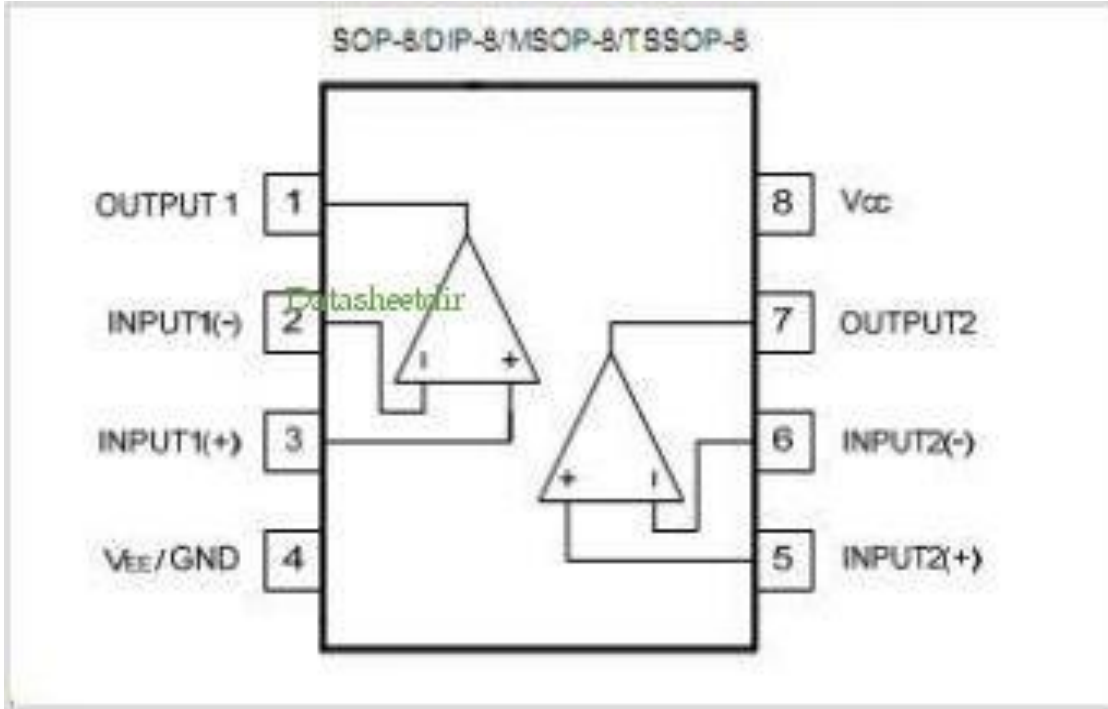 SOP-8/DIP-8/MSOP-8/TSSOP-8
OUTPUT 1
1
8
Vcc
Datasheetdir
INPUT1(-)
2
7
OUTPUT2
- +
INPUT1(+)
3
6
INPUT2(-)
+ -
VEE/GND
4
5
INPUT2(+)